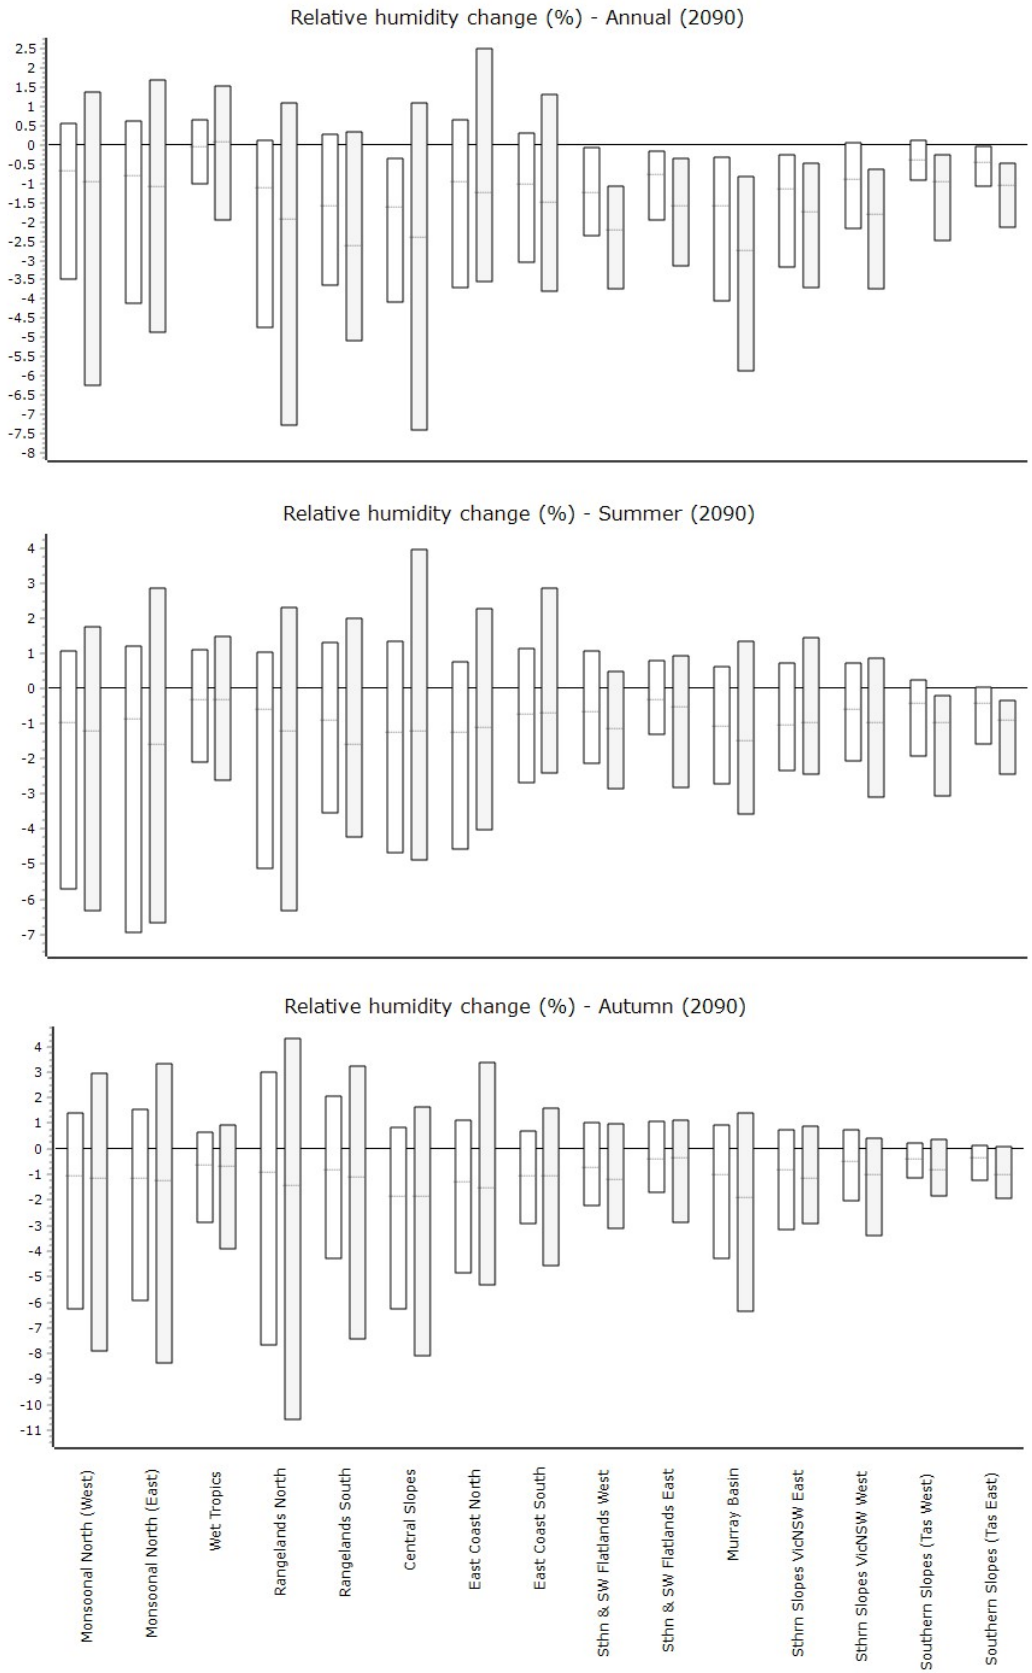 Relative humidity change (%) - Annual (2090)
2.5
2
1.5
1
0.5
0
-0.5
-1
-1.5
-2
-2.5
-3
-3.5
-4
-4.5
-5
-5.5
-6
-6.5
-7
-7.5
-8
Relative humidity change (%) - Summer (2090)
4
3
2
1
0
-1
-2
-3
-4
-5
-6
-7
Relative humidity change (%) - Autumn (2090)
4
3
2
1
0
-1
-2
-3
-4
-5
-6
-7
-8
-9
-10
-11
Monsoonal North (West)
Monsoonal North (East)
Wet Tropics
Rangelands North
Rangelands South
Central Slopes
East Coast North
East Coast South
Sthn & SW Flatlands West
Sthn & SW Flatlands East
Murray Basin
Sthrn Slopes VicNSW East
Sthrn Slopes VicNSW West
Southern Slopes (Tas West)
Southern Slopes (Tas East)